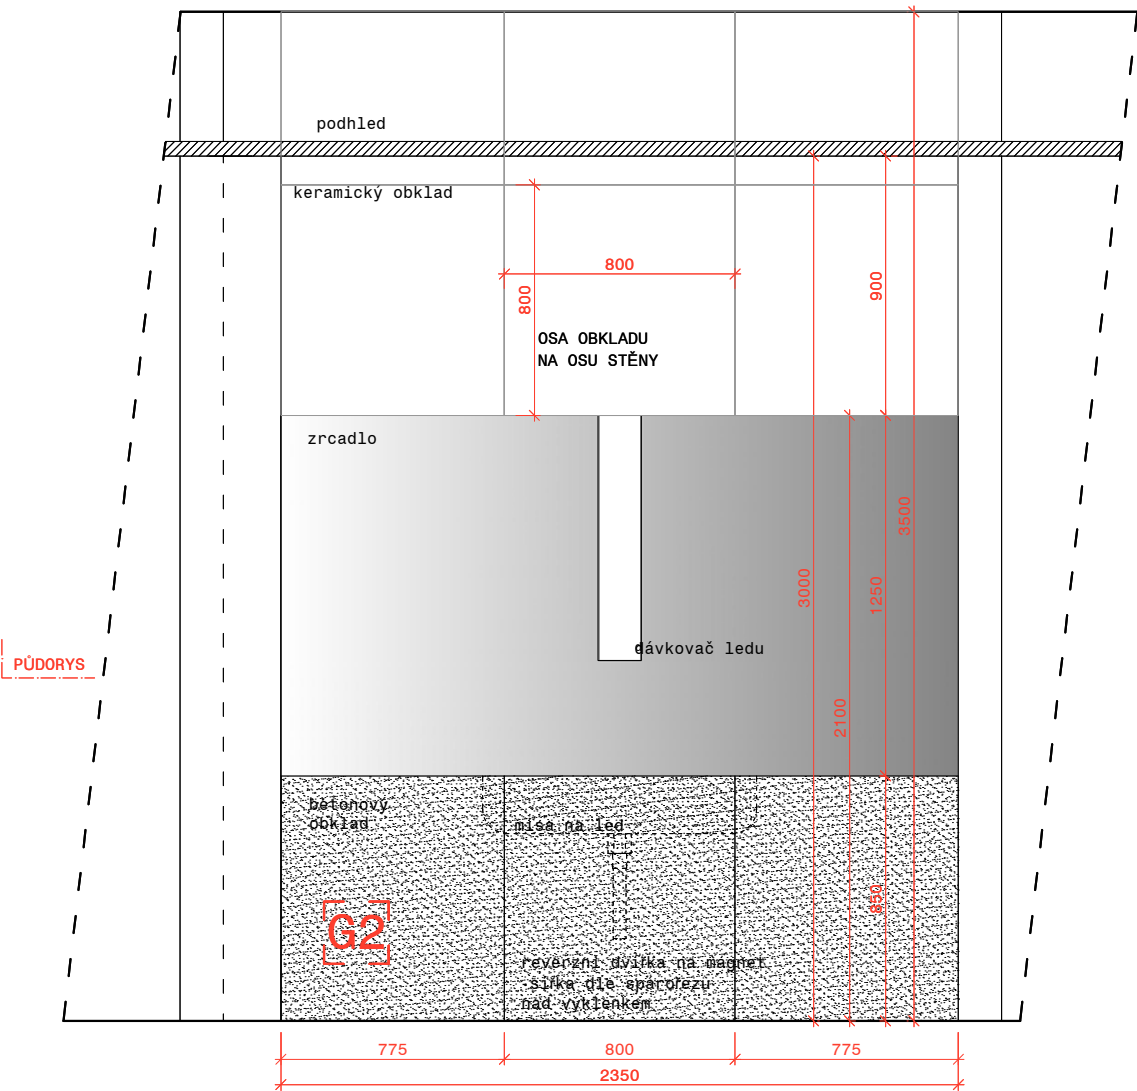 podhled
keramický obklad
800
800
900
OSA OBKLADU
NA OSU STĚNY
zrcadlo
3500
3000
1250
dávkovač ledu
PŮDORYS
2100
betonový
obklad
mísa na led
850
G2
reverzní dvířka na magnet
šířka dle spárořezu
nad výklenkem
775
800
775
2350